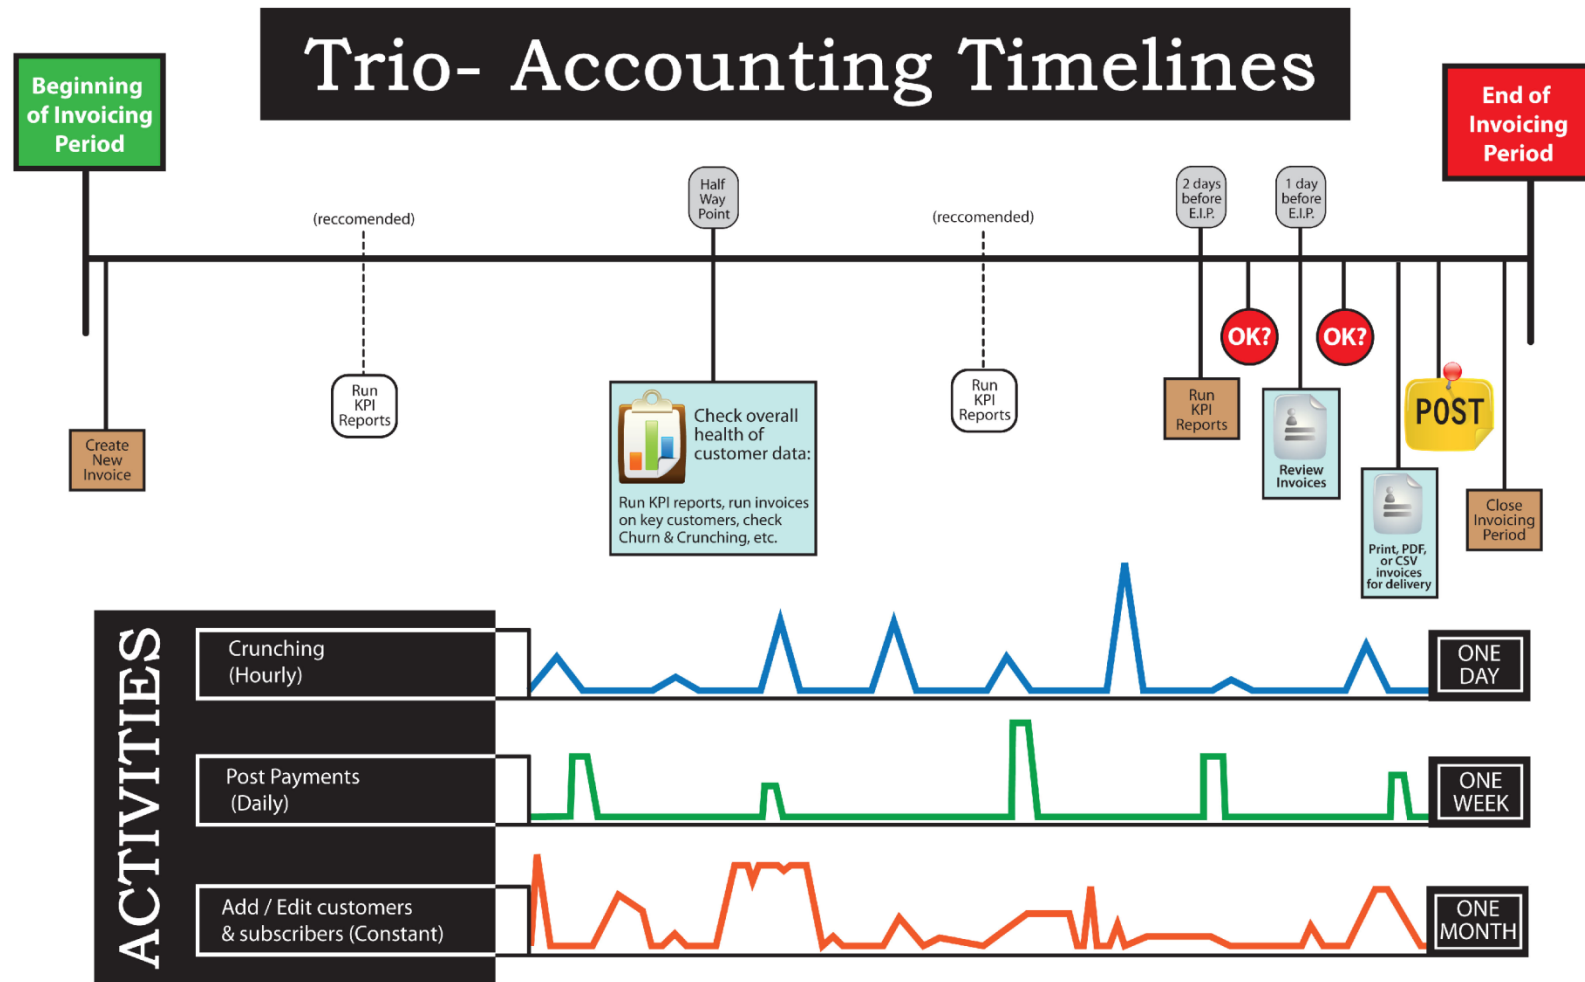 Trio- Accounting Timelines
Beginning
of Invoicing
Period
End of
Invoicing
Period
(reccomended)
Half
Way
Point
(reccomended)
2 days
before
E.I.P.
1 day
before
E.I.P.
OK?
OK?
Run
KPI
Reports
Run
KPI
Reports
Run
KPI
Reports
Create
New
Invoice
Check overall
health of
customer data:
Run KPI reports, run invoices
on key customers, check
Churn & Crunching, etc.
Review
Invoices
POST
Print, PDF,
or CSV
invoices
for delivery
Close
Invoicing
Period
ACTIVITIES
Crunching
(Hourly)
ONE
DAY
Post Payments
(Daily)
ONE
WEEK
Add / Edit customers
& subscribers (Constant)
ONE
MONTH